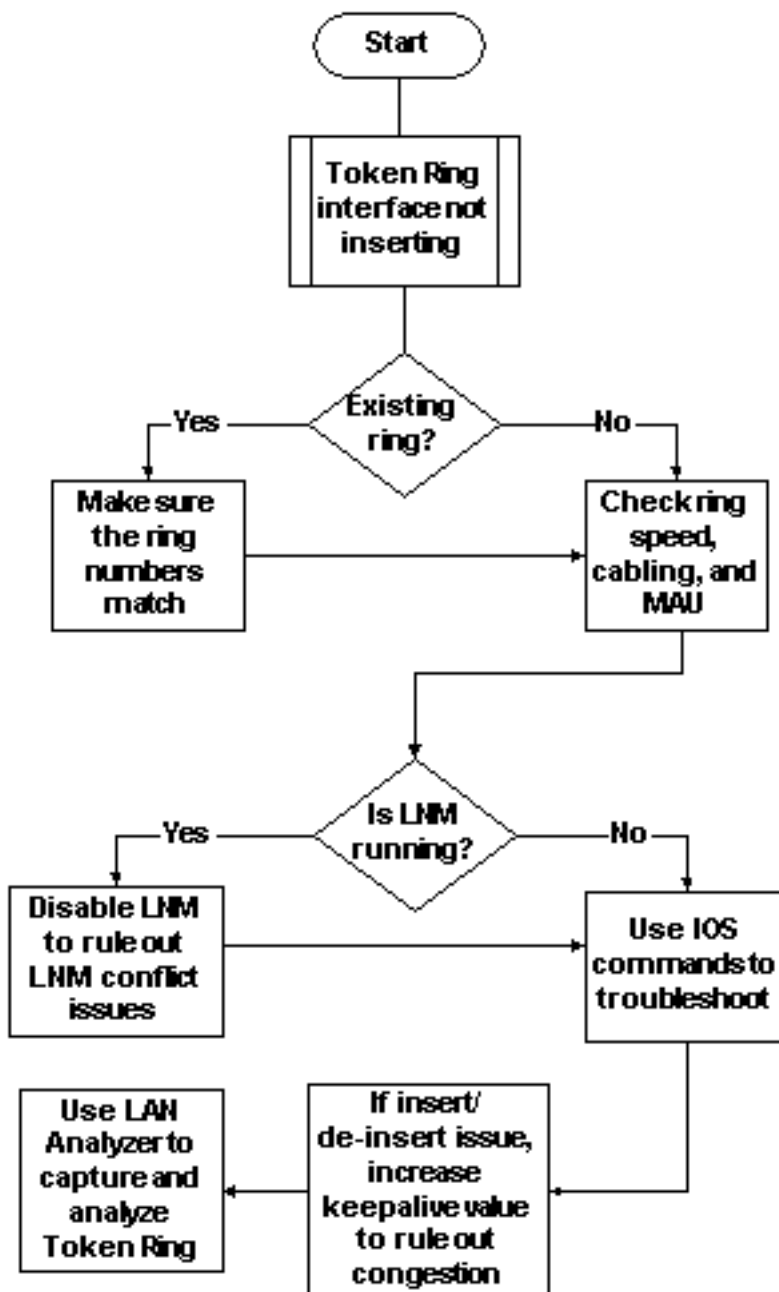 Start
Token Ring
interface not
inserting
Existing
ring?
Yes
No
Make sure
the ring
numbers
match
Check ring
speed,
cabling, and
MAU
Is LNM
running?
Yes
No
Disable LNM
to rule out
LNM conflict
issues
Use IOS
commands to
troubleshoot
If insert/
de-insert issue,
increase
keepalive value
to rule out
congestion
Use LAN
Analyzer to
capture and
analyze
Token Ring